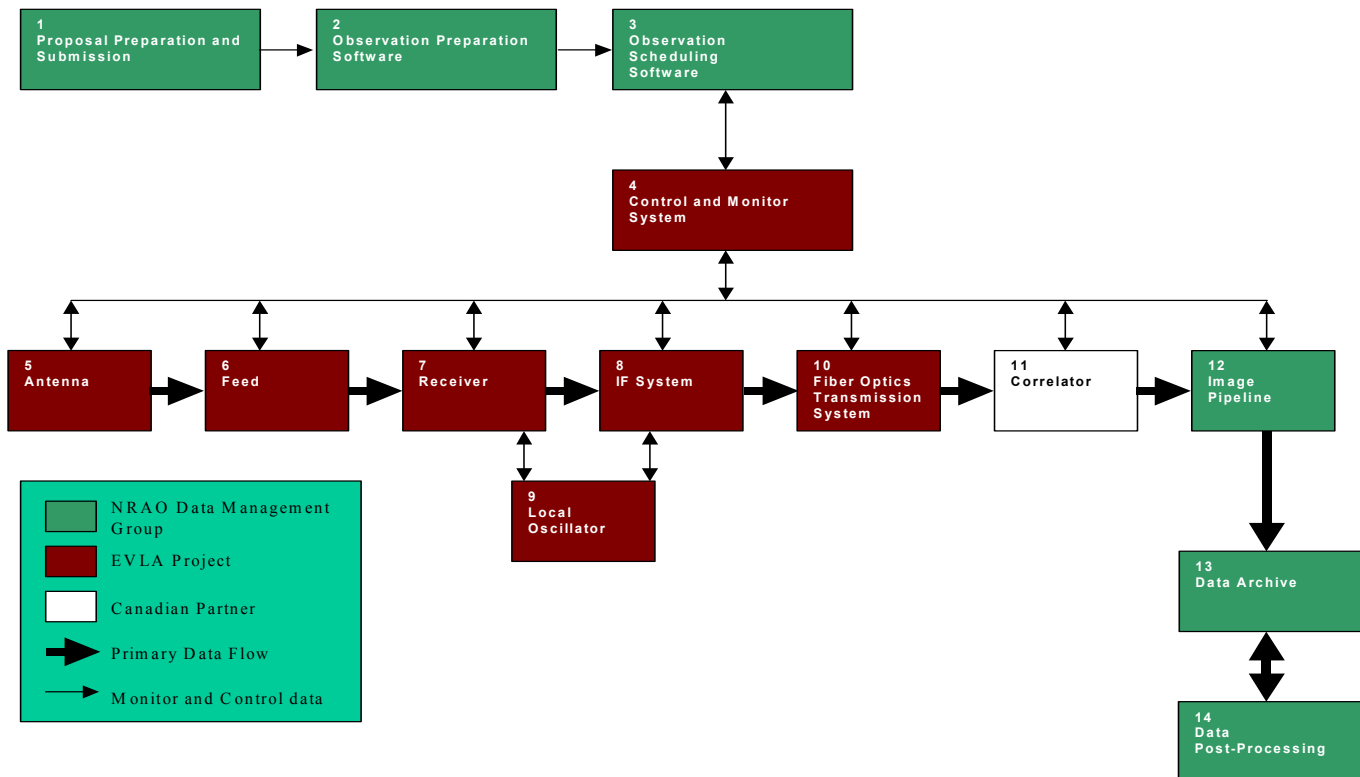 1
Proposal Preparation and
Submission
2
Observation Preparation
Software
3
Observation
Scheduling
Software
4
Control and Monitor
System
5
Antenna
6
Feed
7
Receiver
8
IF System
10
Fiber Optics
Transmission
System
11
Correlator
12
Image
Pipeline
9
Local
Oscillator
NRAO Data Management
Group
EVLA Project
Canadian Partner
Primary Data Flow
Monitor and Control data
13
Data Archive
14
Data
Post-Processing